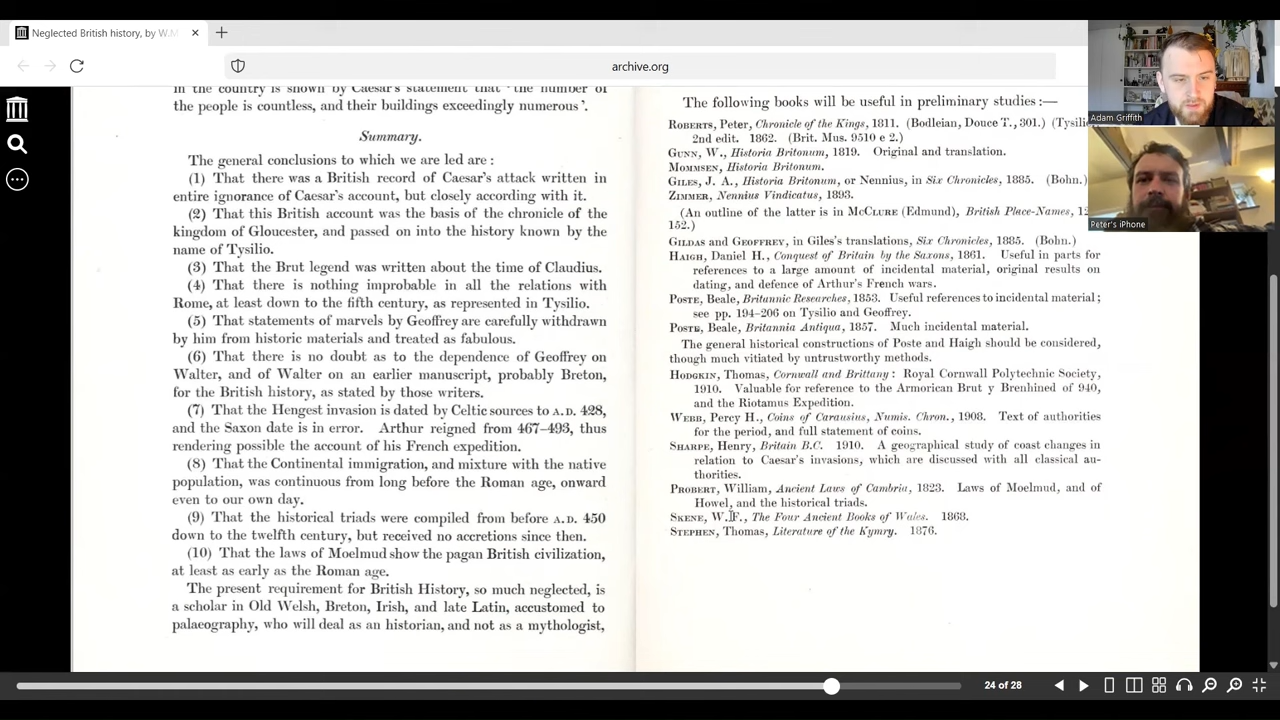 Neglected British history, by W.M
archive.org
in the country is shown by Caesar's statement that 'the number of
the people is countless, and their buildings exceedingly numerous'.
Summary.
The general conclusions to which we are led are :
(1) That there was a British record of Caesar's attack written in
entire ignorance of Caesar's account, but closely according with it.
(2) That this British account was the basis of the chronicle of the
kingdom of Gloucester, and passed on into the history known by the
name of Tysilio.
(3) That the Brut legend was written about the time of Claudius.
(4) That there is nothing improbable in all the relations with
Rome, at least down to the fifth century, as represented in Tysilio.
(5) That statements of marvels by Geoffrey are carefully withdrawn
by him from historic materials and treated as fabulous.
(6) That there is no doubt as to the dependence of Geoffrey on
Walter, and of Walter on an earlier manuscript, probably Breton,
for the British history, as stated by those writers.
(7) That the Hengest invasion is dated by Celtic sources to A.D. 428,
and the Saxon date is in error. Arthur reigned from 467–493, thus
rendering possible the account of his French expedition.
(8) That the Continental immigration, and mixture with the native
population, was continuous from long before the Roman age, onward
even to our own day.
(9) That the historical triads were compiled from before A.D. 450
down to the twelfth century, but received no accretions since then.
(10) That the laws of Moelmud show the pagan British civilization,
at least as early as the Roman age.
The present requirement for British History, so much neglected, is
a scholar in Old Welsh, Breton, Irish, and late Latin, accustomed to
palaeography, who will deal as an historian, and not as a mythologist,
The following books will be useful in preliminary studies :—
ROBERTS, Peter, Chronicle of the Kings, 1811. (Bodleian, Douce T., 301.) (Tysili
2nd edit. 1862. (Brit. Mus. 9510 e 2.)
GUNN, W., Historia Britonum, 1819. Original and translation.
MOMMSEN, Historia Britonum.
GILES, J. A., Historia Britonum, or Nennius, in Six Chronicles, 1885. (Bohn.)
ZIMMER, Nennius Vindicatus, 1893.
(An outline of the latter is in McCLURE (Edmund), British Place-Names, 1
152.)
GILDAS and GEOFFREY, in Giles's translations, Six Chronicles, 1885. (Bohn.)
HAIGH, Daniel H., Conquest of Britain by the Saxons, 1861. Useful in parts for
references to a large amount of incidental material, original results on
dating, and defence of Arthur's French wars.
POSTE, Beale, Britannic Researches, 1853. Useful references to incidental material ;
see pp. 194–206 on Tysilio and Geoffrey.
POSTE, Beale, Britannia Antiqua, 1857. Much incidental material.
The general historical constructions of Poste and Haigh should be considered,
though much vitiated by untrustworthy methods.
HODGKIN, Thomas, Cornwall and Brittany : Royal Cornwall Polytechnic Society,
1910. Valuable for reference to the Armorican Brut y Brenhined of 940,
and the Riotamus Expedition.
WEBB, Percy H., Coins of Carausius, Numis. Chron., 1908. Text of authorities
for the period, and full statement of coins.
SHARPE, Henry, Britain B.C. 1910. A geographical study of coast changes in
relation to Caesar's invasions, which are discussed with all classical au-
thorities.
PROBERT, William, Ancient Laws of Cambria, 1823. Laws of Moelmud, and of
Howel, and the historical triads.
SKENE, W. F., The Four Ancient Books of Wales. 1868.
STEPHEN, Thomas, Literature of the Kymry. 1876.
Adam Griffith
Peter's iPhone
24 of 28